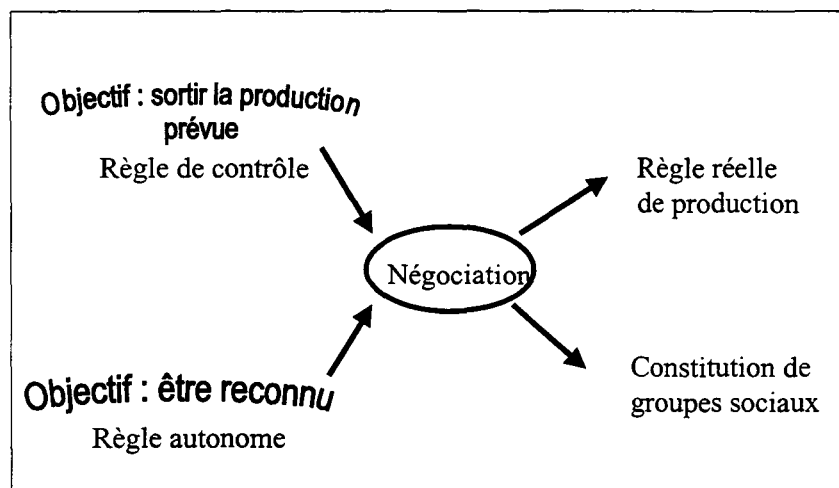 Objectif : sortir la production
prévue
Règle de contrôle
Règle réelle
de production
Négociation
Objectif : être reconnu
Règle autonome
Constitution de
groupes sociaux